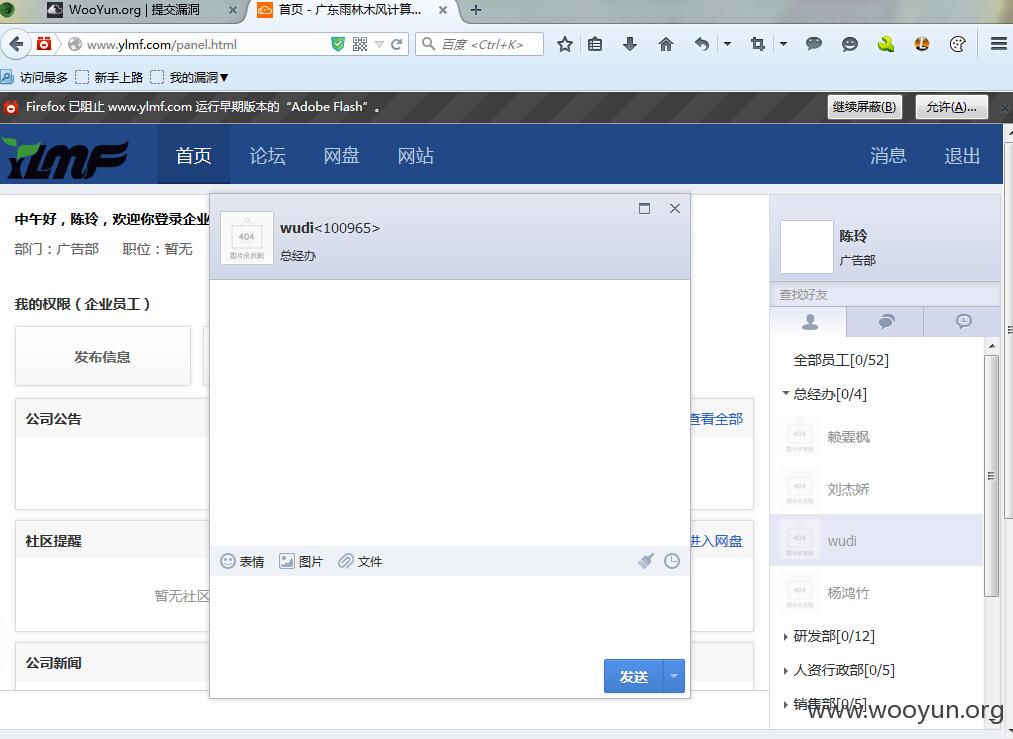 WooYun.org | 提交漏洞
首页 - 广东雨林木风计算...
www.ylmf.com/panel.html
百度 <Ctrl+K>
访问最多 新手上路 我的漏洞▼
Firefox 已阻止 www.ylmf.com 运行早期版本的“Adobe Flash”。
继续屏蔽(B) 允许(A)...
YLMF
首页 论坛 网盘 网站 消息 退出
中午好，陈玲，欢迎你登录企业
部门：广告部 职位：暂无
我的权限（企业员工）
发布信息
公司公告
查看全部
社区提醒
进入网盘
暂无社区
公司新闻
404
图片没找到
wudi<100965>
总经办
表情 图片 文件
发送
陈玲
广告部
查找好友
全部员工[0/52]
总经办[0/4]
404
图片没找到
赖霖枫
404
图片没找到
刘杰娇
404
图片没找到
wudi
404
图片没找到
杨鸿竹
研发部[0/12]
人资行政部[0/5]
销售部[0/5]
www.wooyun.org